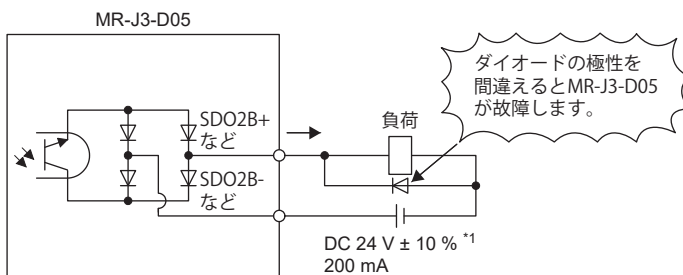 MR-J3-D05
ダイオードの極性を
間違えるとMR-J3-D05
が故障します。
SDO2B+
など
負荷
SDO2B-
など
DC 24 V ± 10 % *1
200 mA